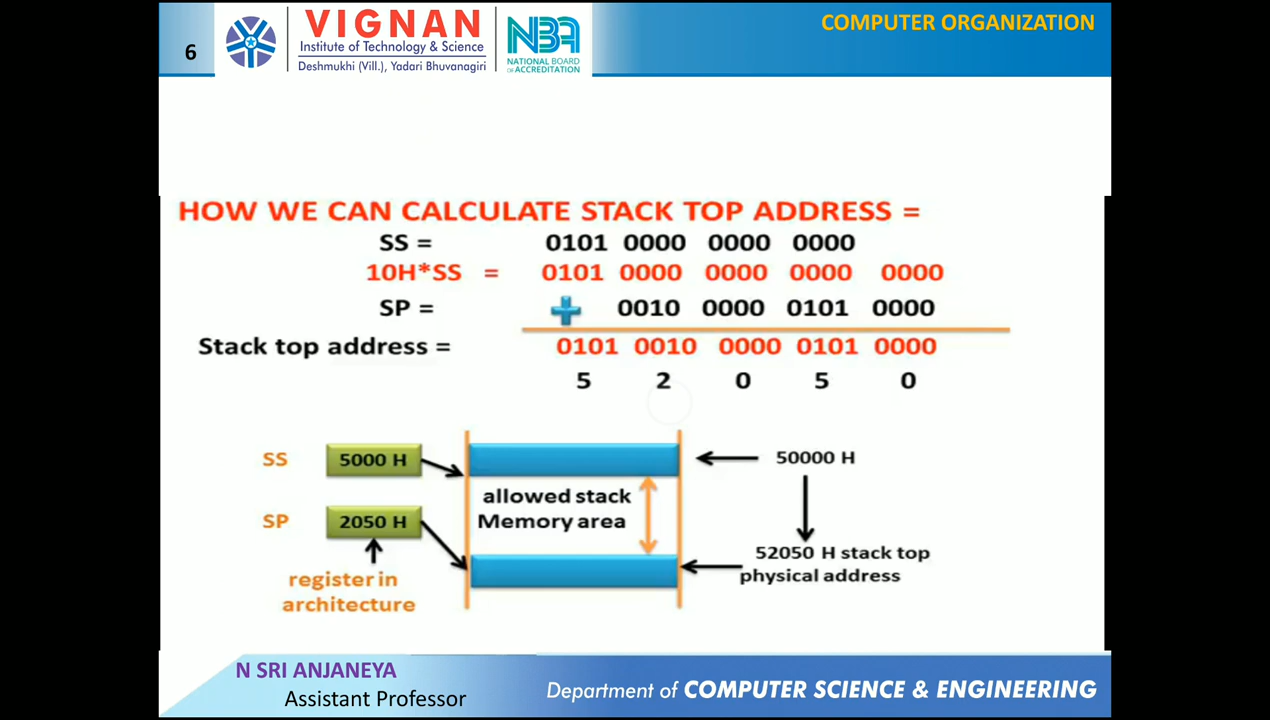 6
VIGNAN
Institute of Technology & Science
Deshmukhi (Vill.), Yadari Bhuvanagiri
NBA
NATIONAL BOARD
OF ACCREDITATION
COMPUTER ORGANIZATION
HOW WE CAN CALCULATE STACK TOP ADDRESS =
SS = 0101 0000 0000 0000
10H*SS = 0101 0000 0000 0000 0000
SP = + 0010 0000 0101 0000
Stack top address = 0101 0010 0000 0101 0000
5 2 0 5 0
SS 5000 H 50000 H
allowed stack
Memory area
SP 2050 H
52050 H stack top
physical address
register in
architecture
N SRI ANJANEYA
Assistant Professor
Department of COMPUTER SCIENCE & ENGINEERING